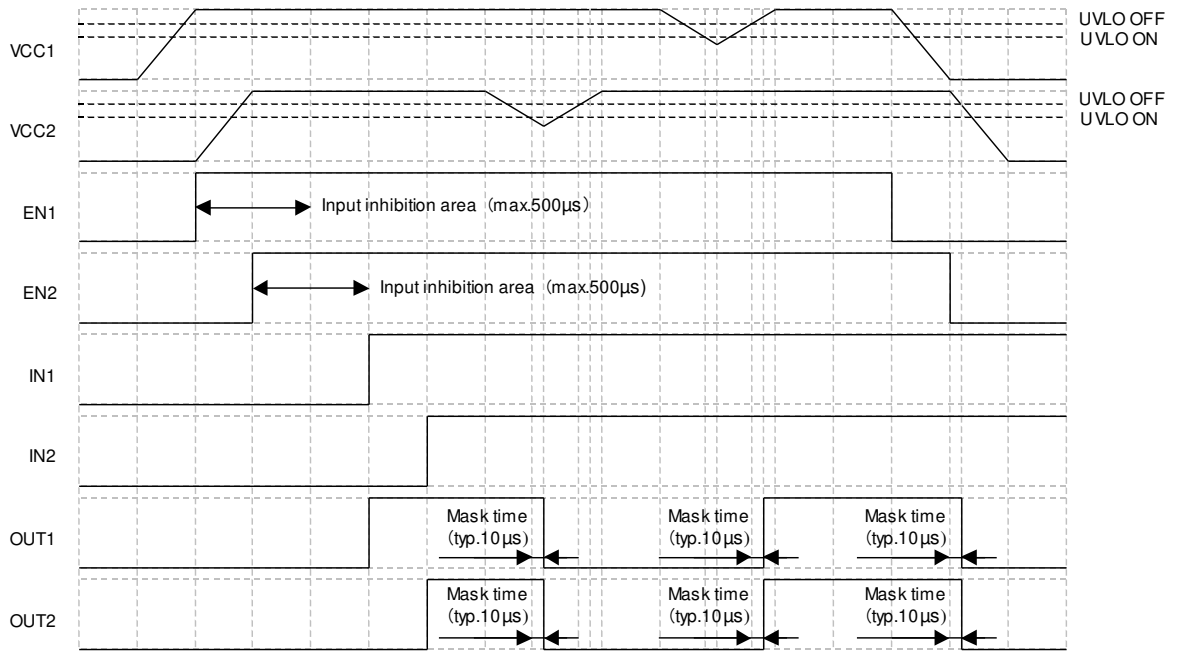 VCC1
UVLO OFF
UVLO ON
VCC2
UVLO OFF
UVLO ON
EN1
Input inhibition area (max.500μs)
EN2
Input inhibition area (max.500μs)
IN1
IN2
OUT1
Mask time
(typ.10μs)
Mask time
(typ.10μs)
Mask time
(typ.10μs)
OUT2
Mask time
(typ.10μs)
Mask time
(typ.10μs)
Mask time
(typ.10μs)